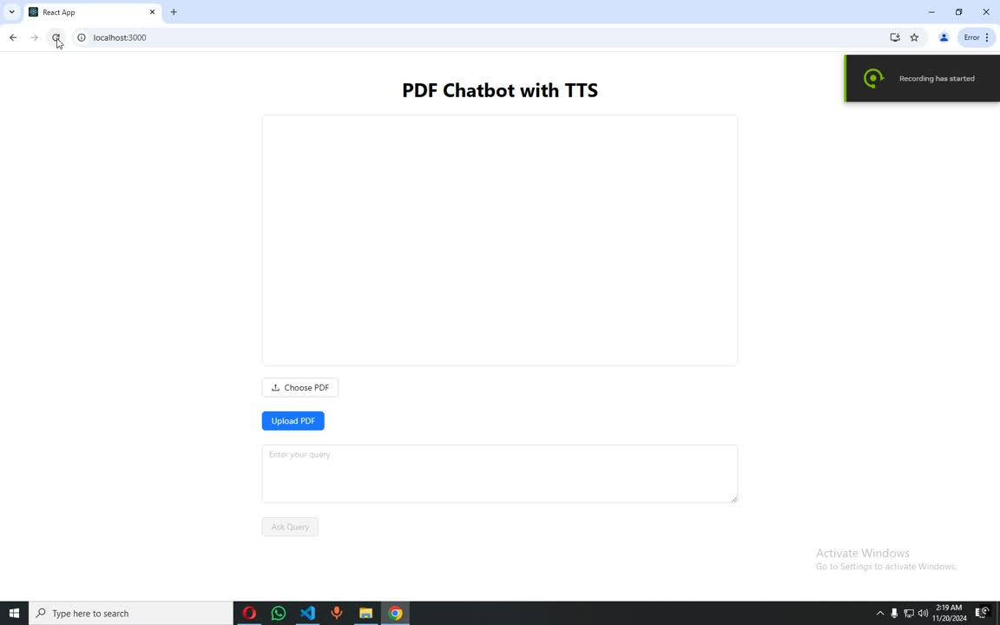 React App
localhost:3000
Error
Recording has started
PDF Chatbot with TTS
Choose PDF
Upload PDF
Enter your query
Ask Query
Activate Windows
Go to Settings to activate Windows.
Type here to search
2:19 AM
11/20/2024